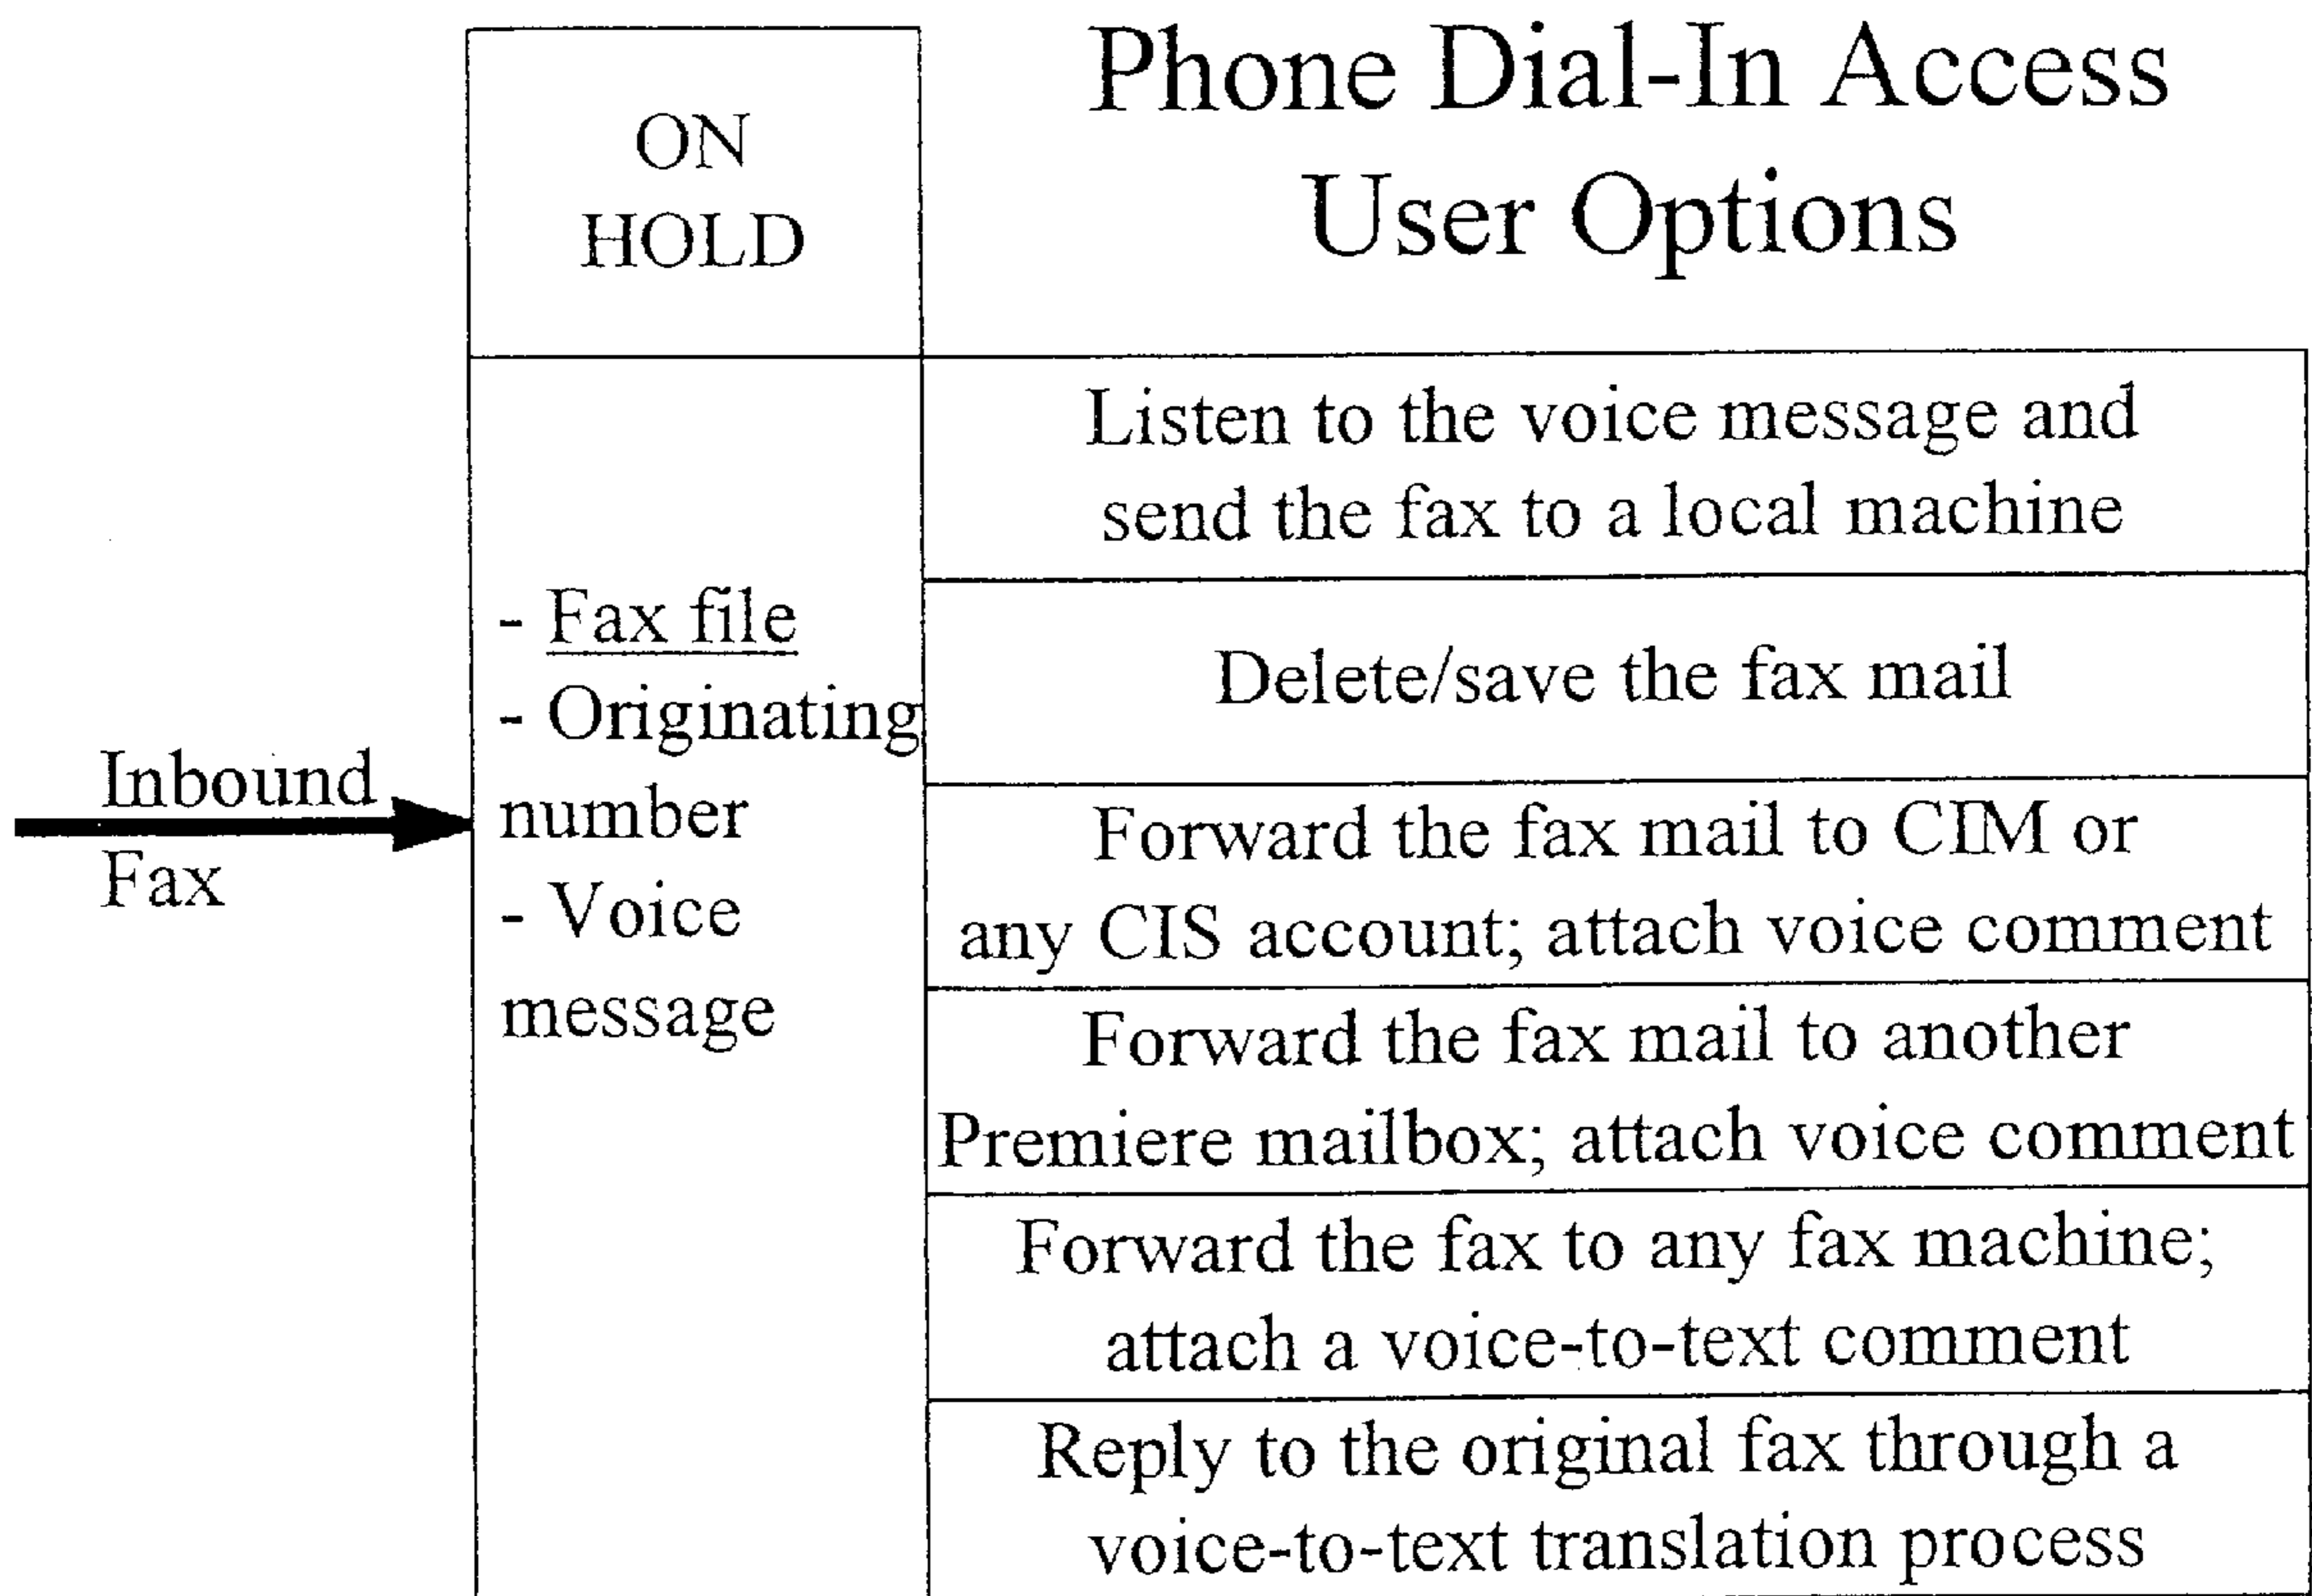 ON
HOLD
Phone Dial-In Access
User Options
Inbound
Fax
- Fax file
- Originating
number
- Voice
message
Listen to the voice message and
send the fax to a local machine
Delete/save the fax mail
Forward the fax mail to CIM or
any CIS account; attach voice comment
Forward the fax mail to another
Premiere mailbox; attach voice comment
Forward the fax to any fax machine;
attach a voice-to-text comment
Reply to the original fax through a
voice-to-text translation process